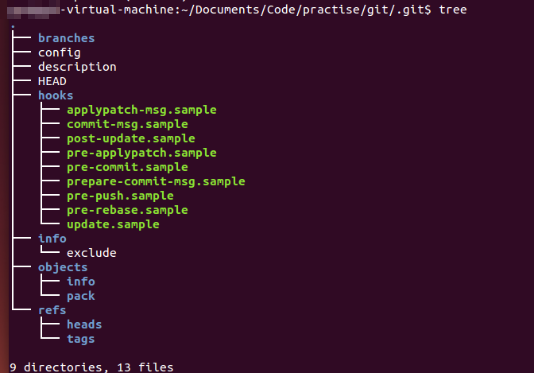 -virtual-machine:~/Documents/Code/practise/git/.git$ tree
.
├── branches
├── config
├── description
├── HEAD
├── hooks
│   ├── applypatch-msg.sample
│   ├── commit-msg.sample
│   ├── post-update.sample
│   ├── pre-applypatch.sample
│   ├── pre-commit.sample
│   ├── prepare-commit-msg.sample
│   ├── pre-push.sample
│   ├── pre-rebase.sample
│   └── update.sample
├── info
│   └── exclude
├── objects
│   ├── info
│   └── pack
└── refs
    ├── heads
    └── tags
9 directories, 13 files